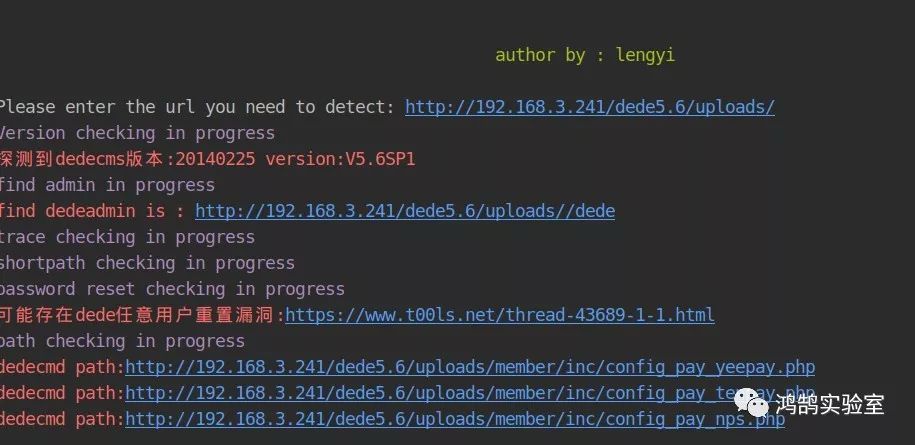 author by : lengyi
Please enter the url you need to detect: http://192.168.3.241/dede5.6/uploads/
Version checking in progress
探测到dedecms版本:20140225 version:V5.6SP1
find admin in progress
find dedeadmin is : http://192.168.3.241/dede5.6/uploads//dede
trace checking in progress
shortpath checking in progress
password reset checking in progress
可能存在dede任意用户重置漏洞:https://www.t00ls.net/thread-43689-1-1.html
path checking in progress
dedecmd path:http://192.168.3.241/dede5.6/uploads/member/inc/config_pay_yeepay.php
dedecmd path:http://192.168.3.241/dede5.6/uploads/member/inc/config_pay_tenpay.php
dedecmd path:http://192.168.3.241/dede5.6/uploads/member/inc/config_pay_nps.php
鸿鹄实验室